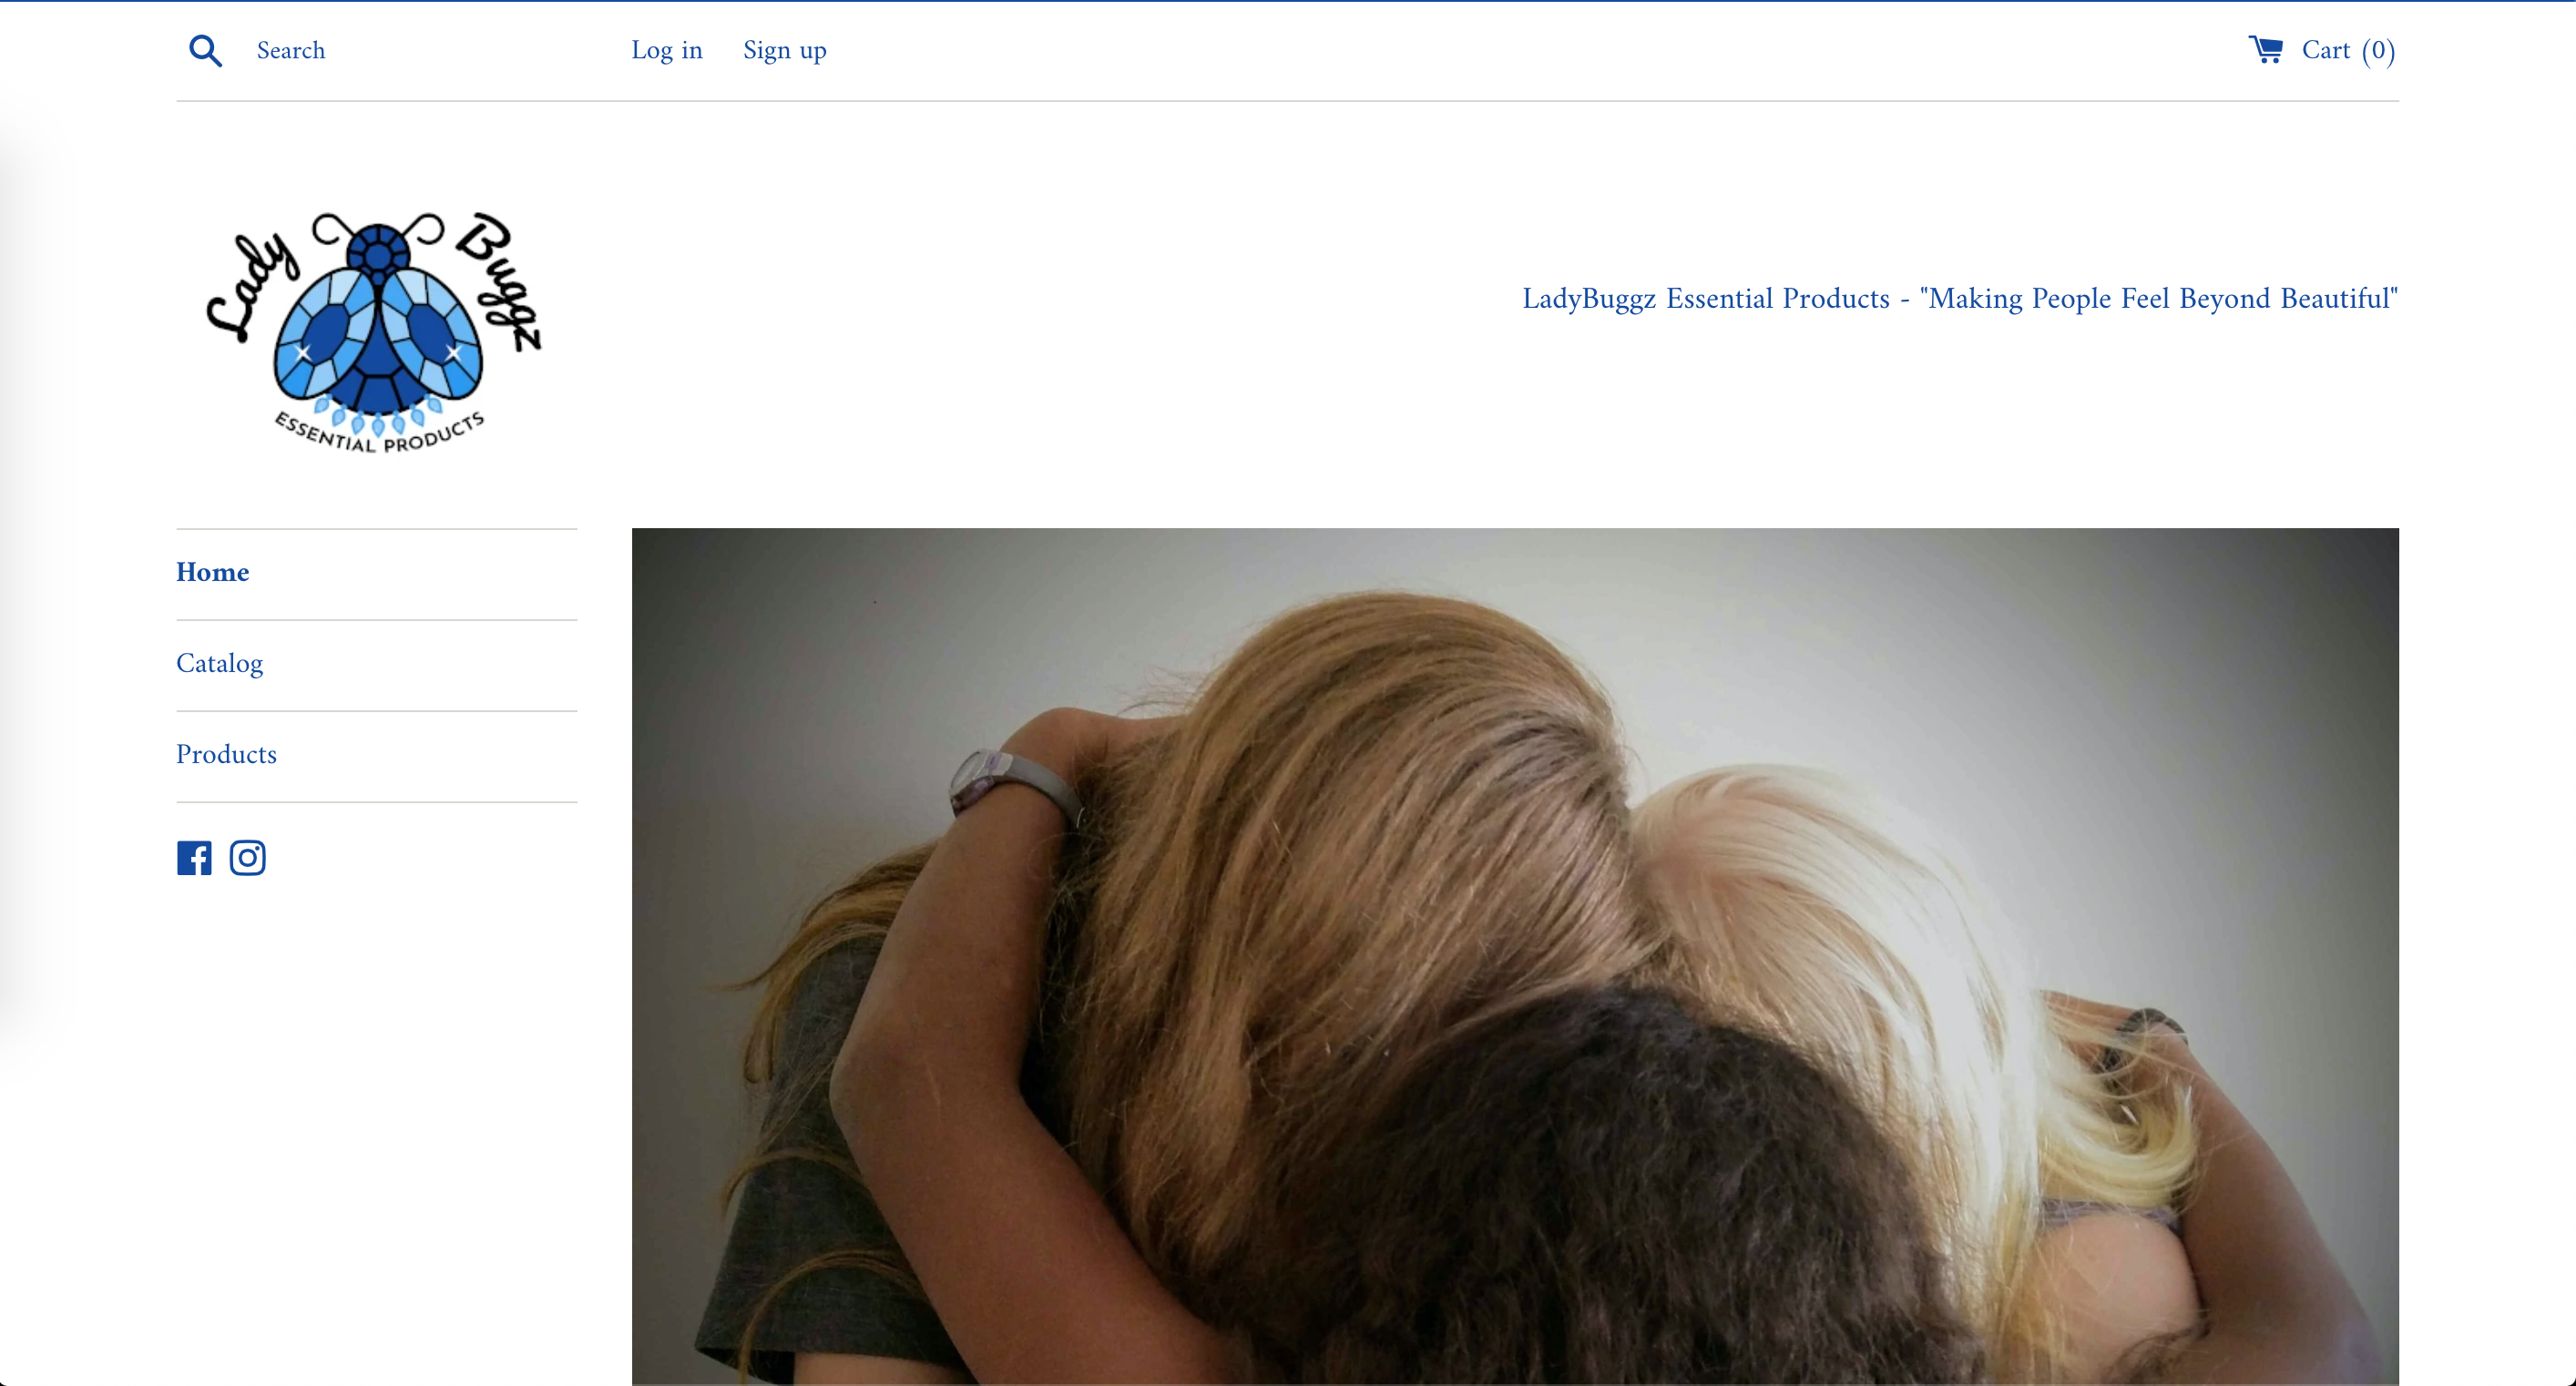 Search
Log in
Sign up
Cart (0)
Lady Buggz
ESSENTIAL PRODUCTS
LadyBuggz Essential Products - "Making People Feel Beyond Beautiful"
Home
Catalog
Products